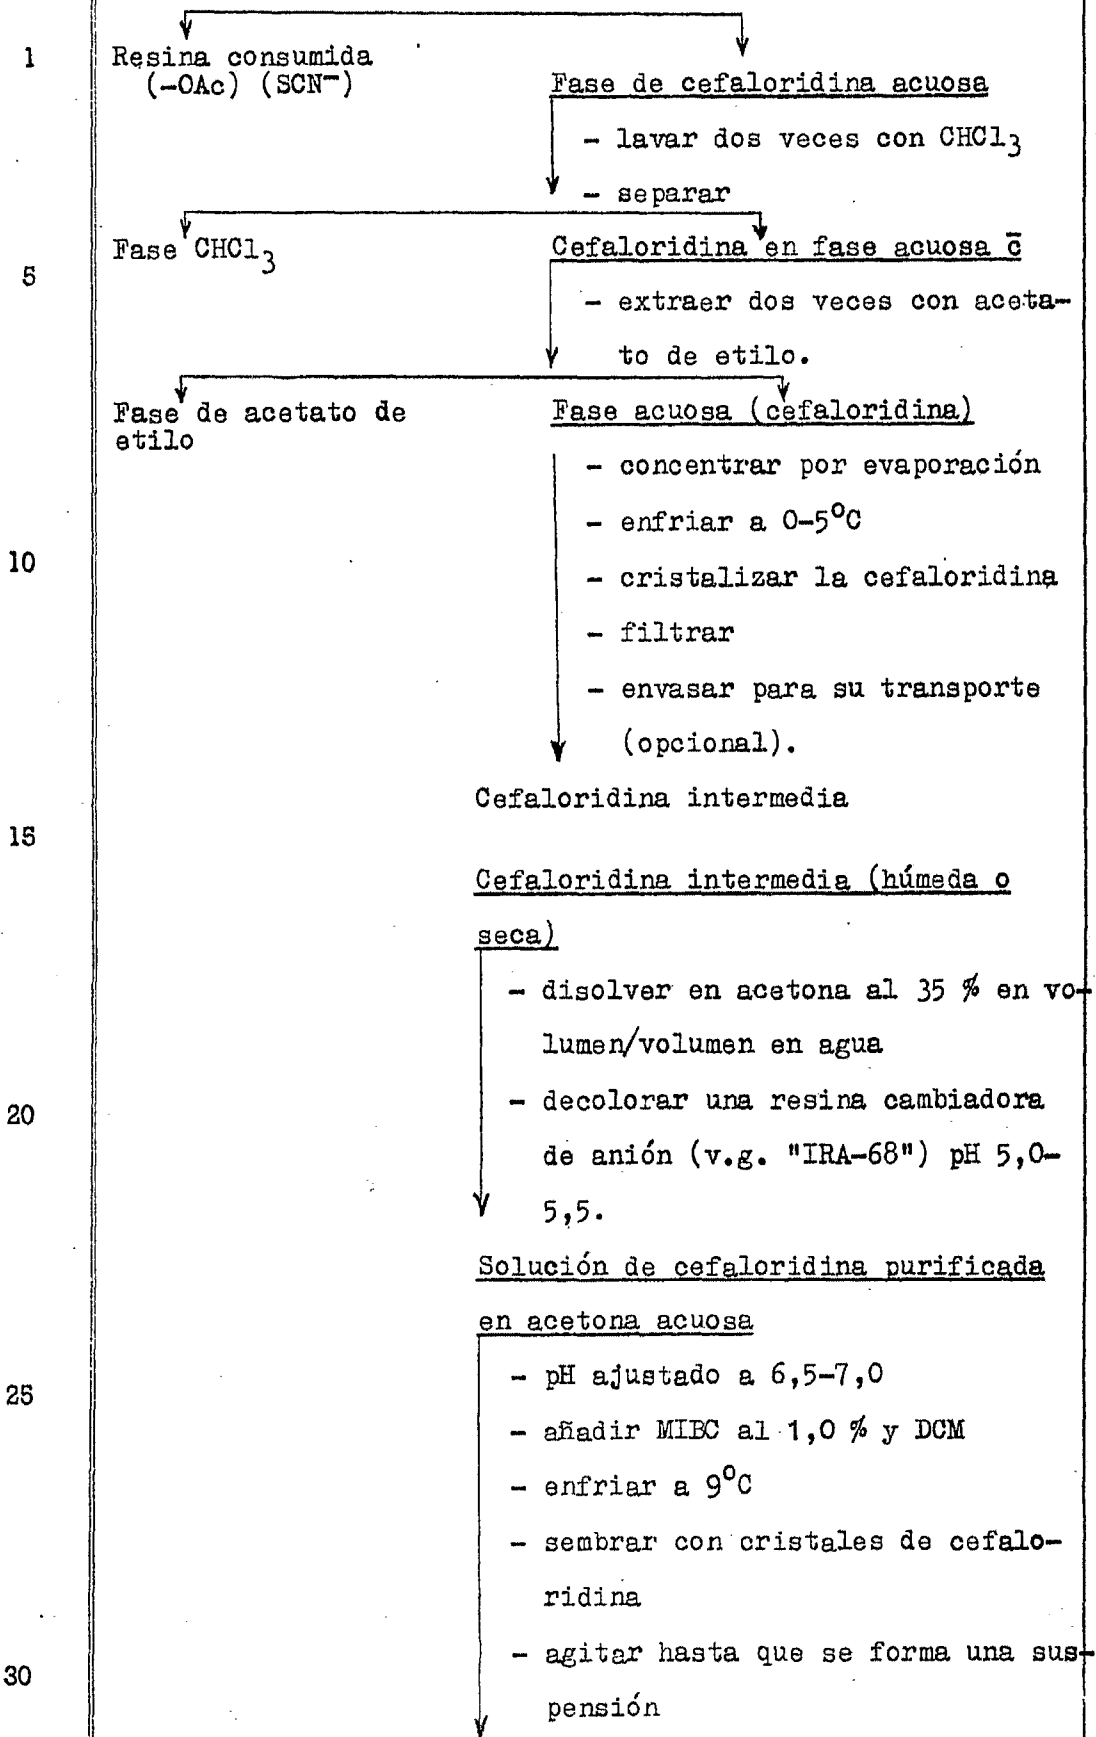 1
Resina consumida
(-OAc) (SCN⁻)
Fase de cefaloridina acuosa
- lavar dos veces con CHCl₃
- separar
Fase CHCl₃
Cefaloridina en fase acuosa c̄
5
- extraer dos veces con aceta-
to de etilo.
Fase de acetato de
etilo
Fase acuosa (cefaloridina)
- concentrar por evaporación
- enfriar a 0-5°C
10
- cristalizar la cefaloridina
- filtrar
- envasar para su transporte
(opcional).
Cefaloridina intermedia
15
Cefaloridina intermedia (húmeda o
seca)
- disolver en acetona al 35 % en vo-
lumen/volumen en agua
20
- decolorar una resina cambiadora
de anión (v.g. "IRA-68") pH 5,0-
5,5.
Solución de cefaloridina purificada
en acetona acuosa
25
- pH ajustado a 6,5-7,0
- añadir MIBC al 1,0 % y DCM
- enfriar a 9°C
- sembrar con cristales de cefalo-
ridina
30
- agitar hasta que se forma una sus-
pensión